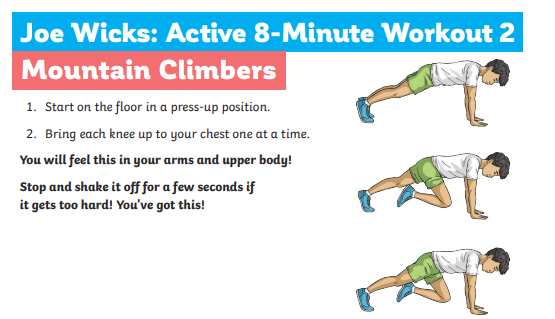 Joe Wicks: Active 8-Minute Workout 2
Mountain Climbers
1. Start on the floor in a press-up position.
2. Bring each knee up to your chest one at a time.
You will feel this in your arms and upper body!
Stop and shake it off for a few seconds if
it gets too hard! You’ve got this!